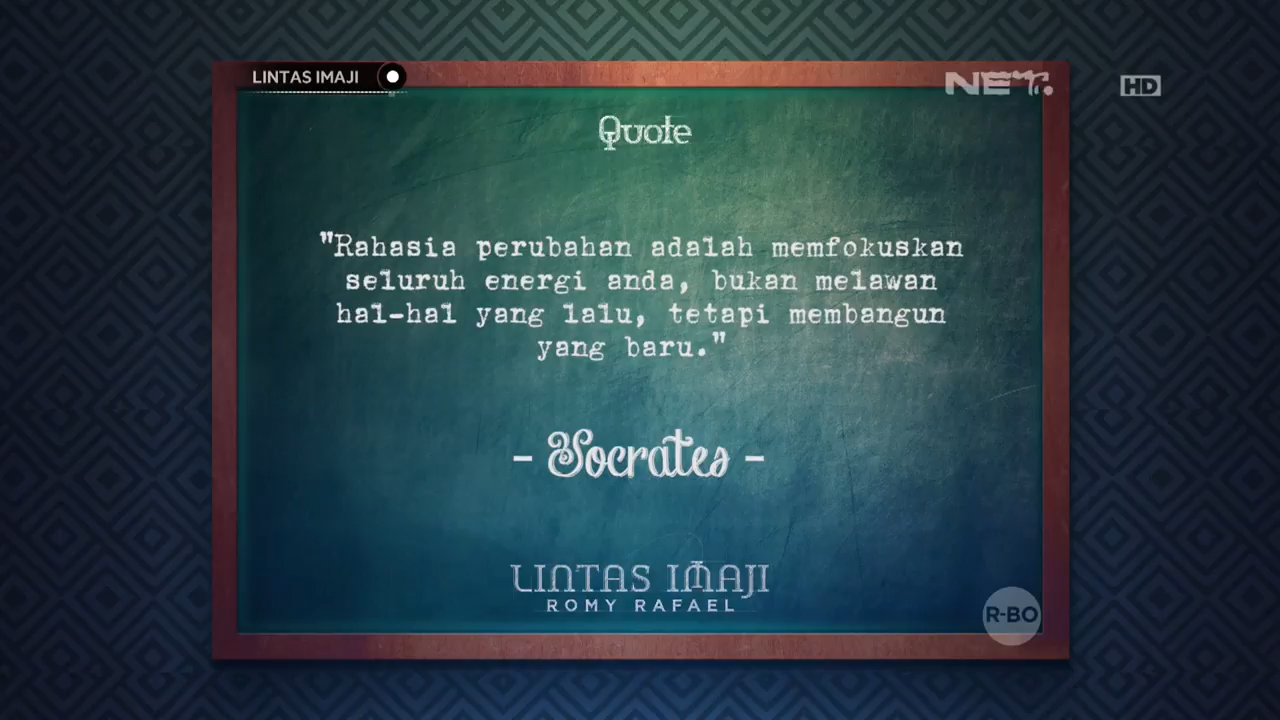 LINTAS IMAJI
NET.
HD
Quote
"Rahasia perubahan adalah memfokuskan
seluruh energi anda, bukan melawan
hal-hal yang lalu, tetapi membangun
yang baru."
- Socrates -
LINTAS IMAJI
ROMY RAFAEL
R-BO